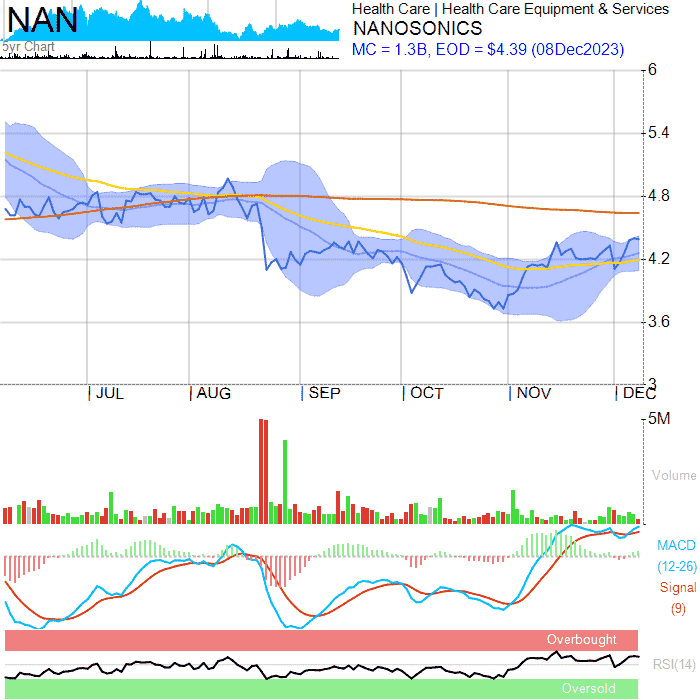 NAN
5yr Chart
Health Care | Health Care Equipment & Services
NANOSONICS
MC = 1.3B, EOD = $4.39 (08Dec2023)
6
5.4
4.8
4.2
3.6
3
JUL
AUG
SEP
OCT
NOV
DEC
5M
Volume
MACD
(12-26)
Signal
(9)
Overbought
RSI(14)
Oversold